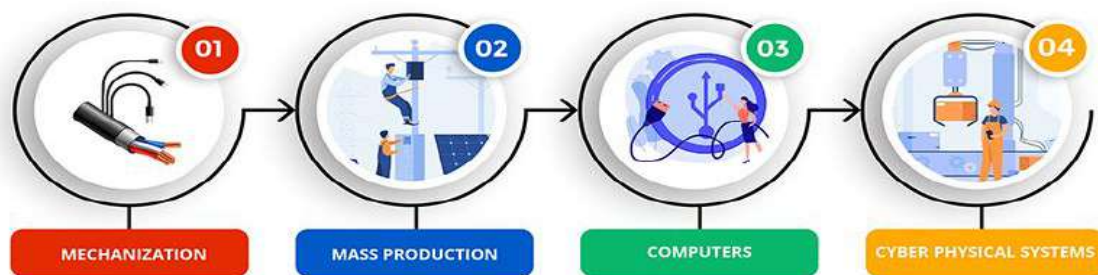 01
02
03
04
MECHANIZATION
MASS PRODUCTION
COMPUTERS
CYBER PHYSICAL SYSTEMS